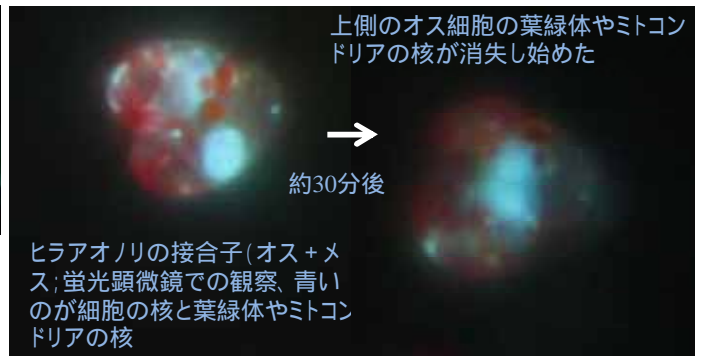 上側のオス細胞の葉緑体やミトコン
ドリアの核が消失し始めた
約30分後
ヒラアオノリの接合子(オス+メ
ス;蛍光顕微鏡での観察、青い
のが細胞の核と葉緑体やミトコン
ドリアの核